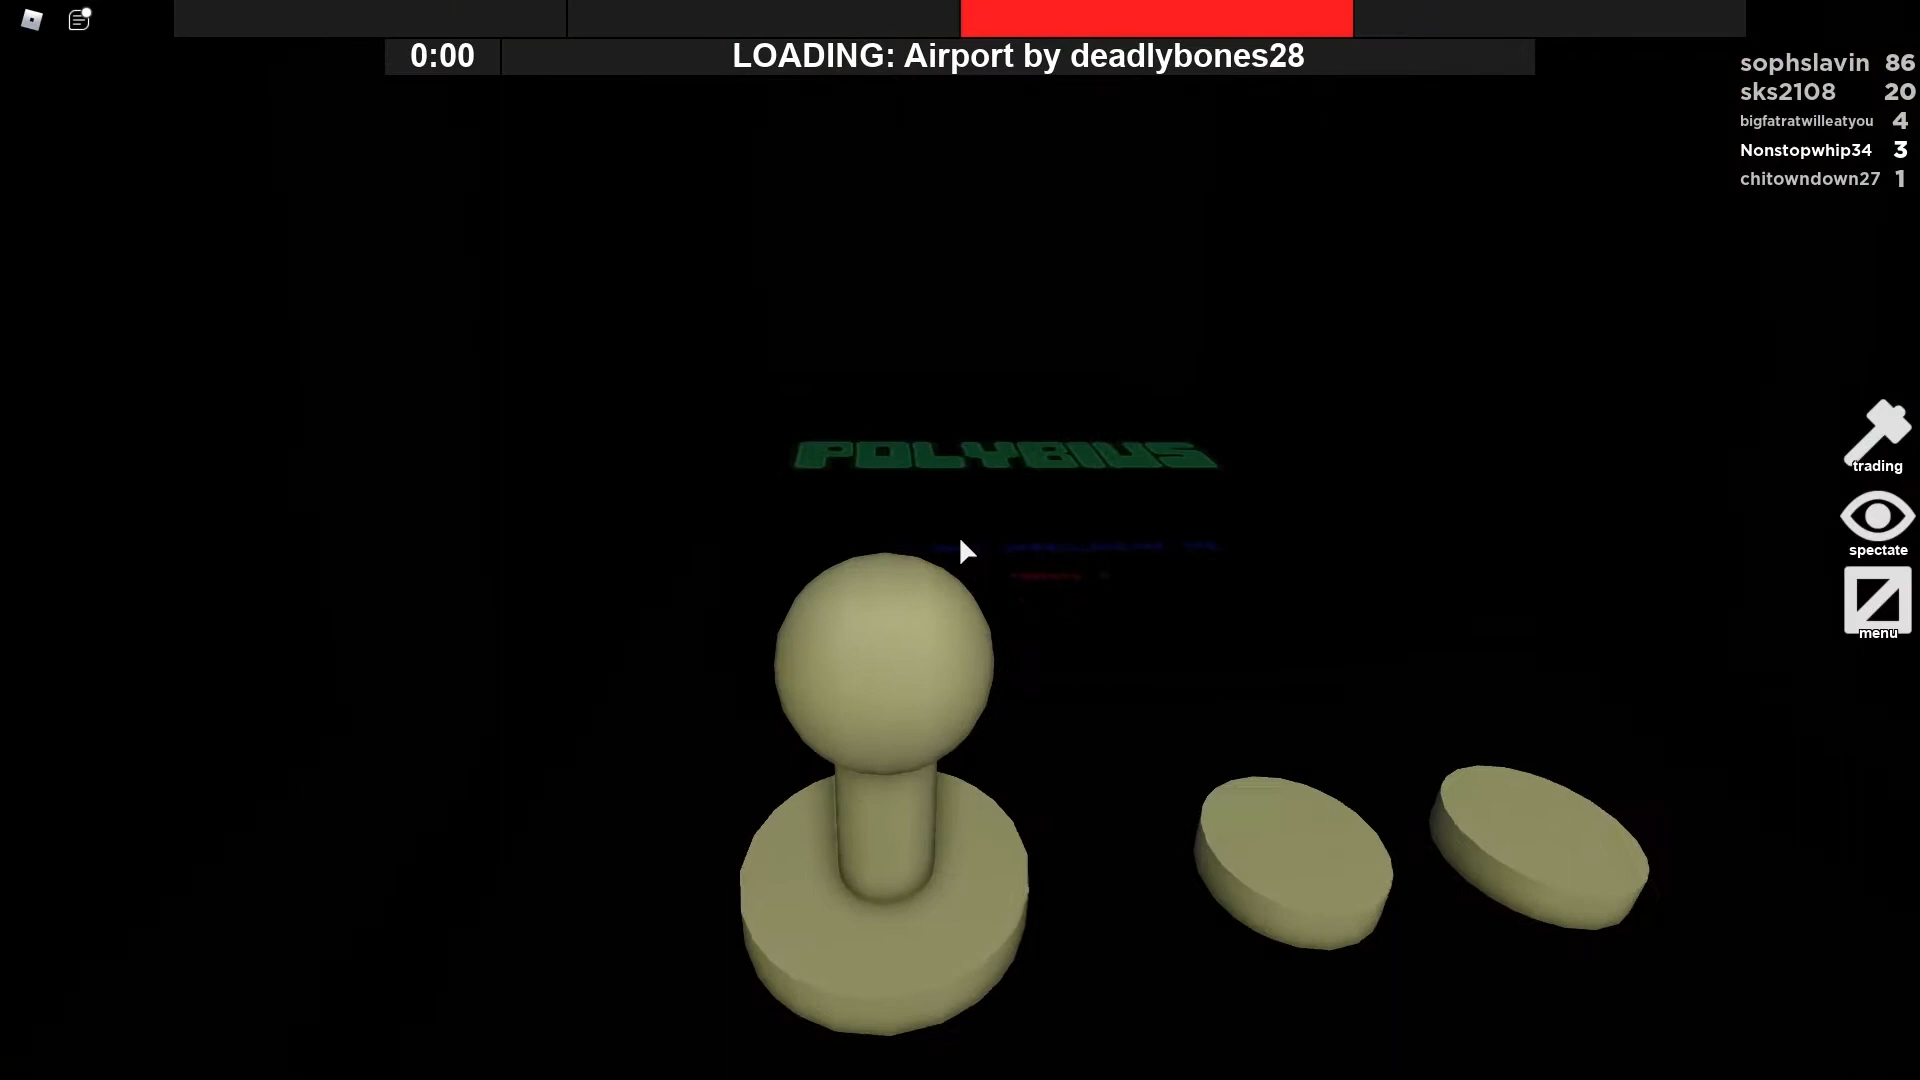 0:00
LOADING: Airport by deadlybones28
sophslavin 86
sks2108 20
bigfatratwilleatyou 4
Nonstopwhip34 3
chitowndown27 1
POLYBIUS
trading
spectate
menu